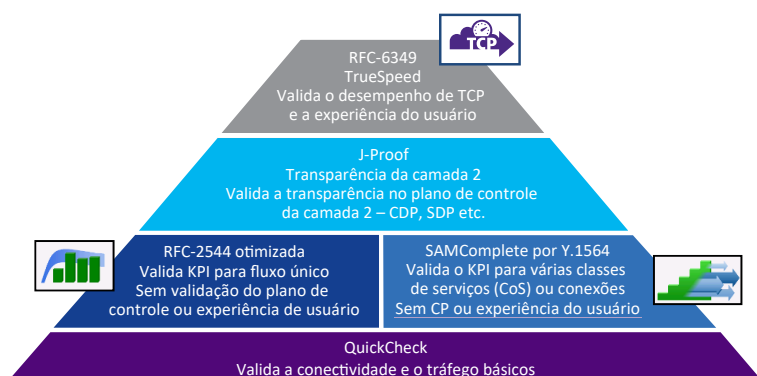 TCP
RFC-6349
TrueSpeed
Valida o desempenho de TCP
e a experiência do usuário
J-Proof
Transparência da camada 2
Valida a transparência no plano de controle
da camada 2 – CDP, SDP etc.
RFC-2544 otimizada
Valida KPI para fluxo único
Sem validação do plano de
controle ou experiência de usuário
SAMComplete por Y.1564
Valida o KPI para várias classes
de serviços (CoS) ou conexões
Sem CP ou experiência do usuário
QuickCheck
Valida a conectividade e o tráfego básicos